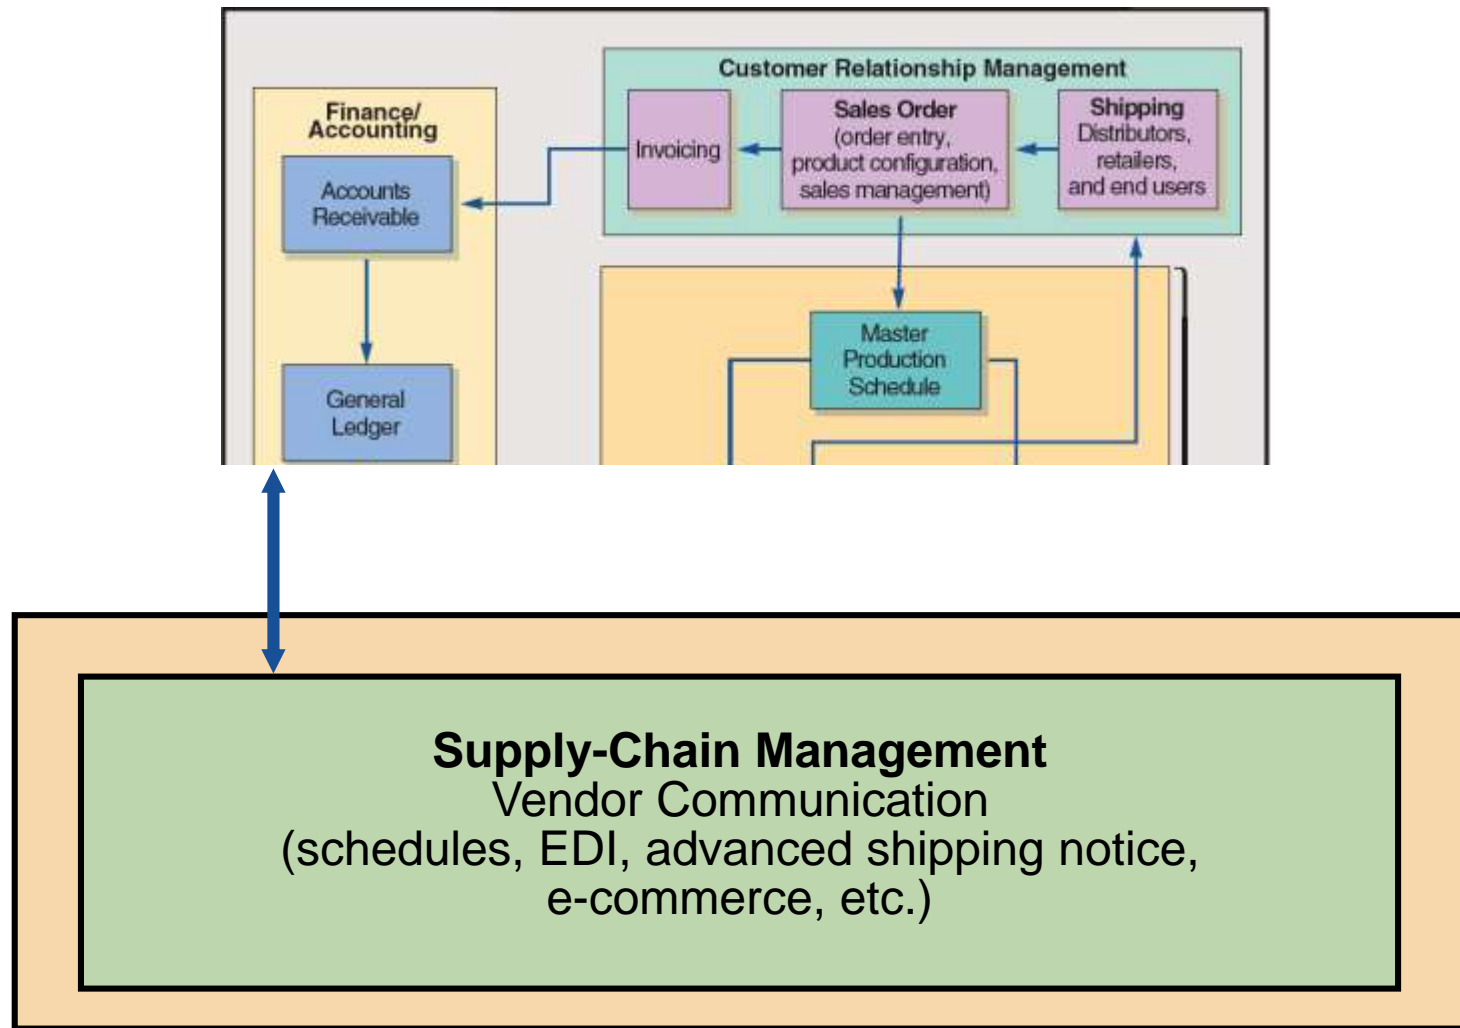 Customer Relationship Management
Finance/
Accounting
Accounts
Receivable
General
Ledger
Invoicing
Sales Order
(order entry,
product configuration,
sales management)
Shipping
Distributors,
retailers,
and end users
Master
Production
Schedule
Supply-Chain Management
Vendor Communication
(schedules, EDI, advanced shipping notice,
e-commerce, etc.)